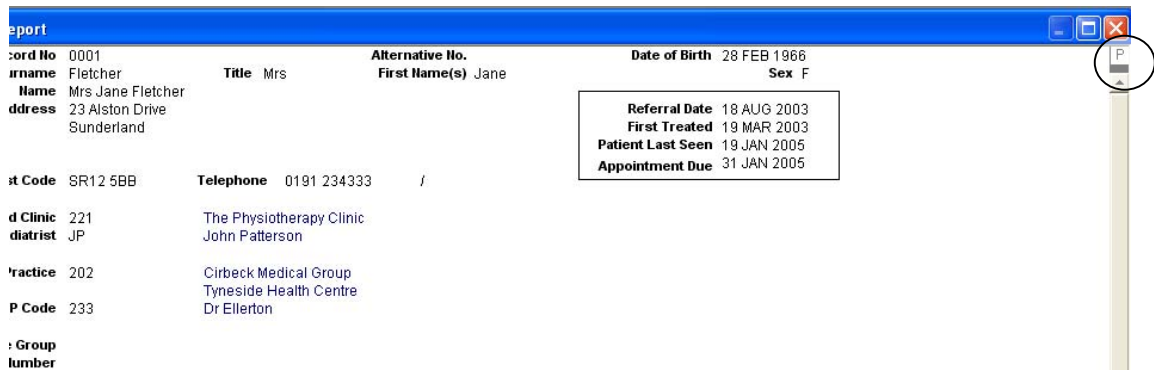 eport
cord No 0001 Alternative No. Date of Birth 28 FEB 1966
urname Fletcher Title Mrs First Name(s) Jane Sex F
Name Mrs Jane Fletcher
ddress 23 Alston Drive Referral Date 18 AUG 2003
Sunderland First Treated 19 MAR 2003
Patient Last Seen 19 JAN 2005
Appointment Due 31 JAN 2005
st Code SR12 5BB Telephone 0191 234333 /
d Clinic 221 The Physiotherapy Clinic
diatrist JP John Patterson
Practice 202 Cirbeck Medical Group
Tyneside Health Centre
P Code 233 Dr Ellerton
e Group
Number
P